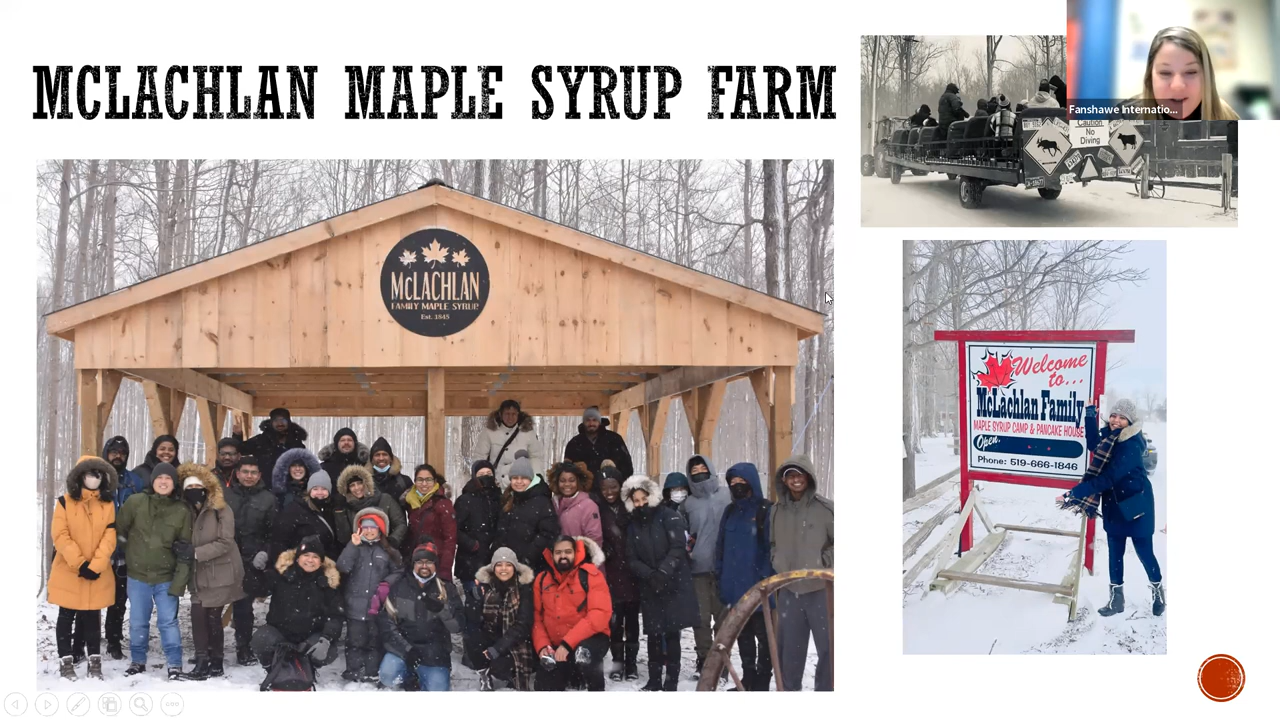 MCLACHLAN MAPLE SYRUP FARM
Fanshawe Internatio...
Caution
No
Diving
McLACHLAN
FAMILY MAPLE SYRUP
Est. 1845
Welcome
to...
McLachlan Family
MAPLE SYRUP CAMP & PANCAKE HOUSE
Open.
Phone: 519-666-1846